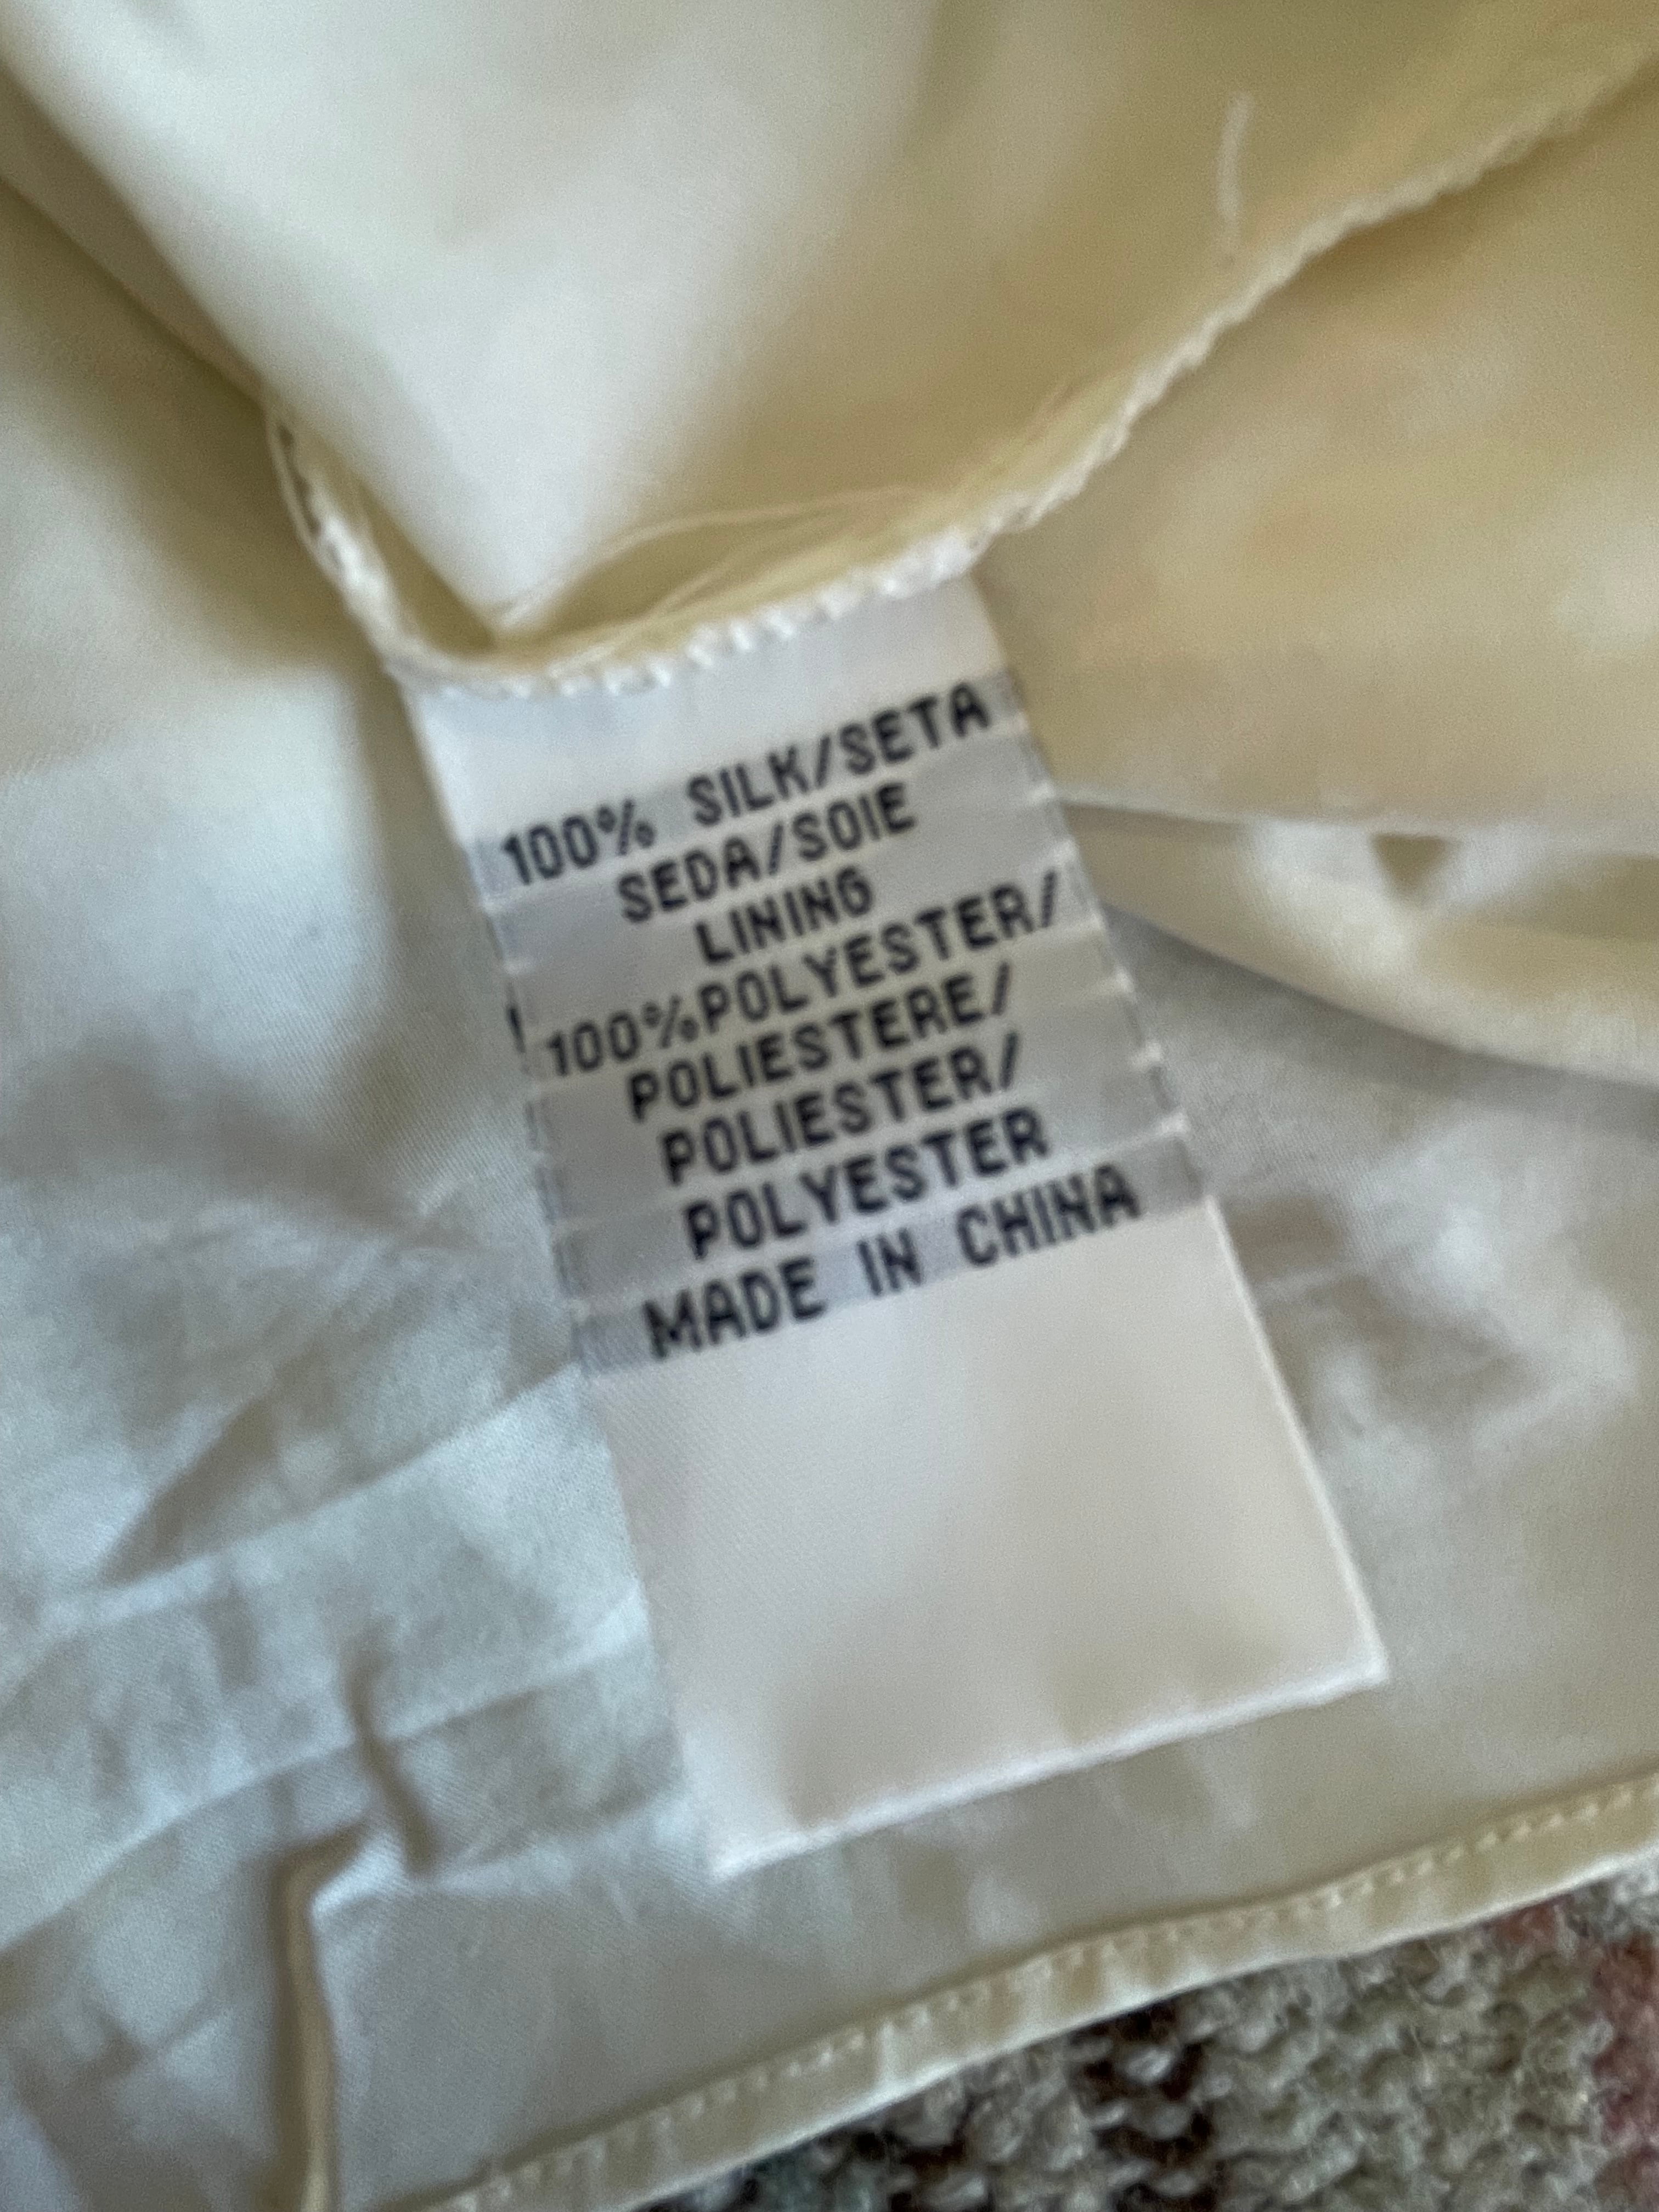 100% SILK/SETA
SEDA/SOIE
LINING
100%POLYESTER/
POLIESTERE/
POLIESTER/
POLYESTER
MADE IN CHINA